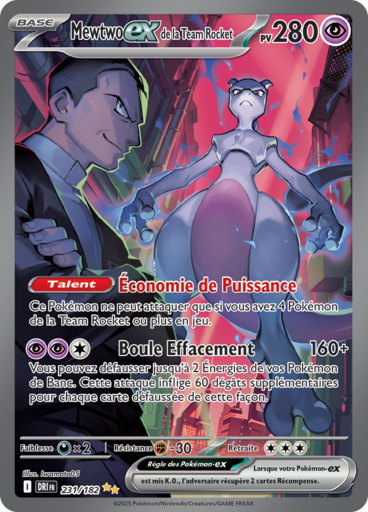 BASE Mewtwo ex de la Team Rocket PV 280
Talent Économie de Puissance
Ce Pokémon ne peut attaquer que si vous avez 4 Pokémon
de la Team Rocket ou plus en jeu.
Boule Effacement 160+
Vous pouvez défausser jusqu'à 2 Énergies de vos Pokémon
de Banc. Cette attaque inflige 60 dégâts supplémentaires
pour chaque carte défaussée de cette façon.
Faiblesse ×2 Résistance -30 Retraite
Illus. Iwamoto05
Règle des Pokémon-ex Lorsque votre Pokémon-ex
est mis K.O., l'adversaire récupère 2 cartes Récompense.
I DRI FR 231/182
©2025 Pokémon/Nintendo/Creatures/GAME FREAK